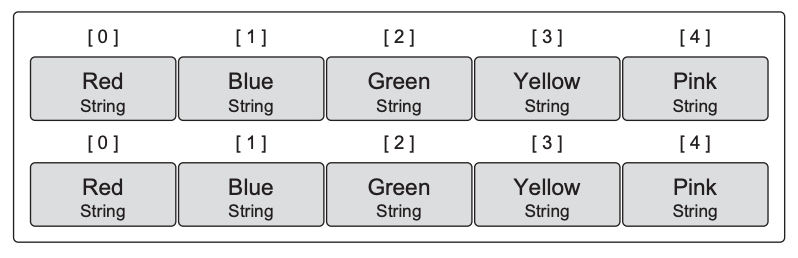 [ 0 ] [ 1 ] [ 2 ] [ 3 ] [ 4 ]
Red Blue Green Yellow Pink
String String String String String
[ 0 ] [ 1 ] [ 2 ] [ 3 ] [ 4 ]
Red Blue Green Yellow Pink
String String String String String